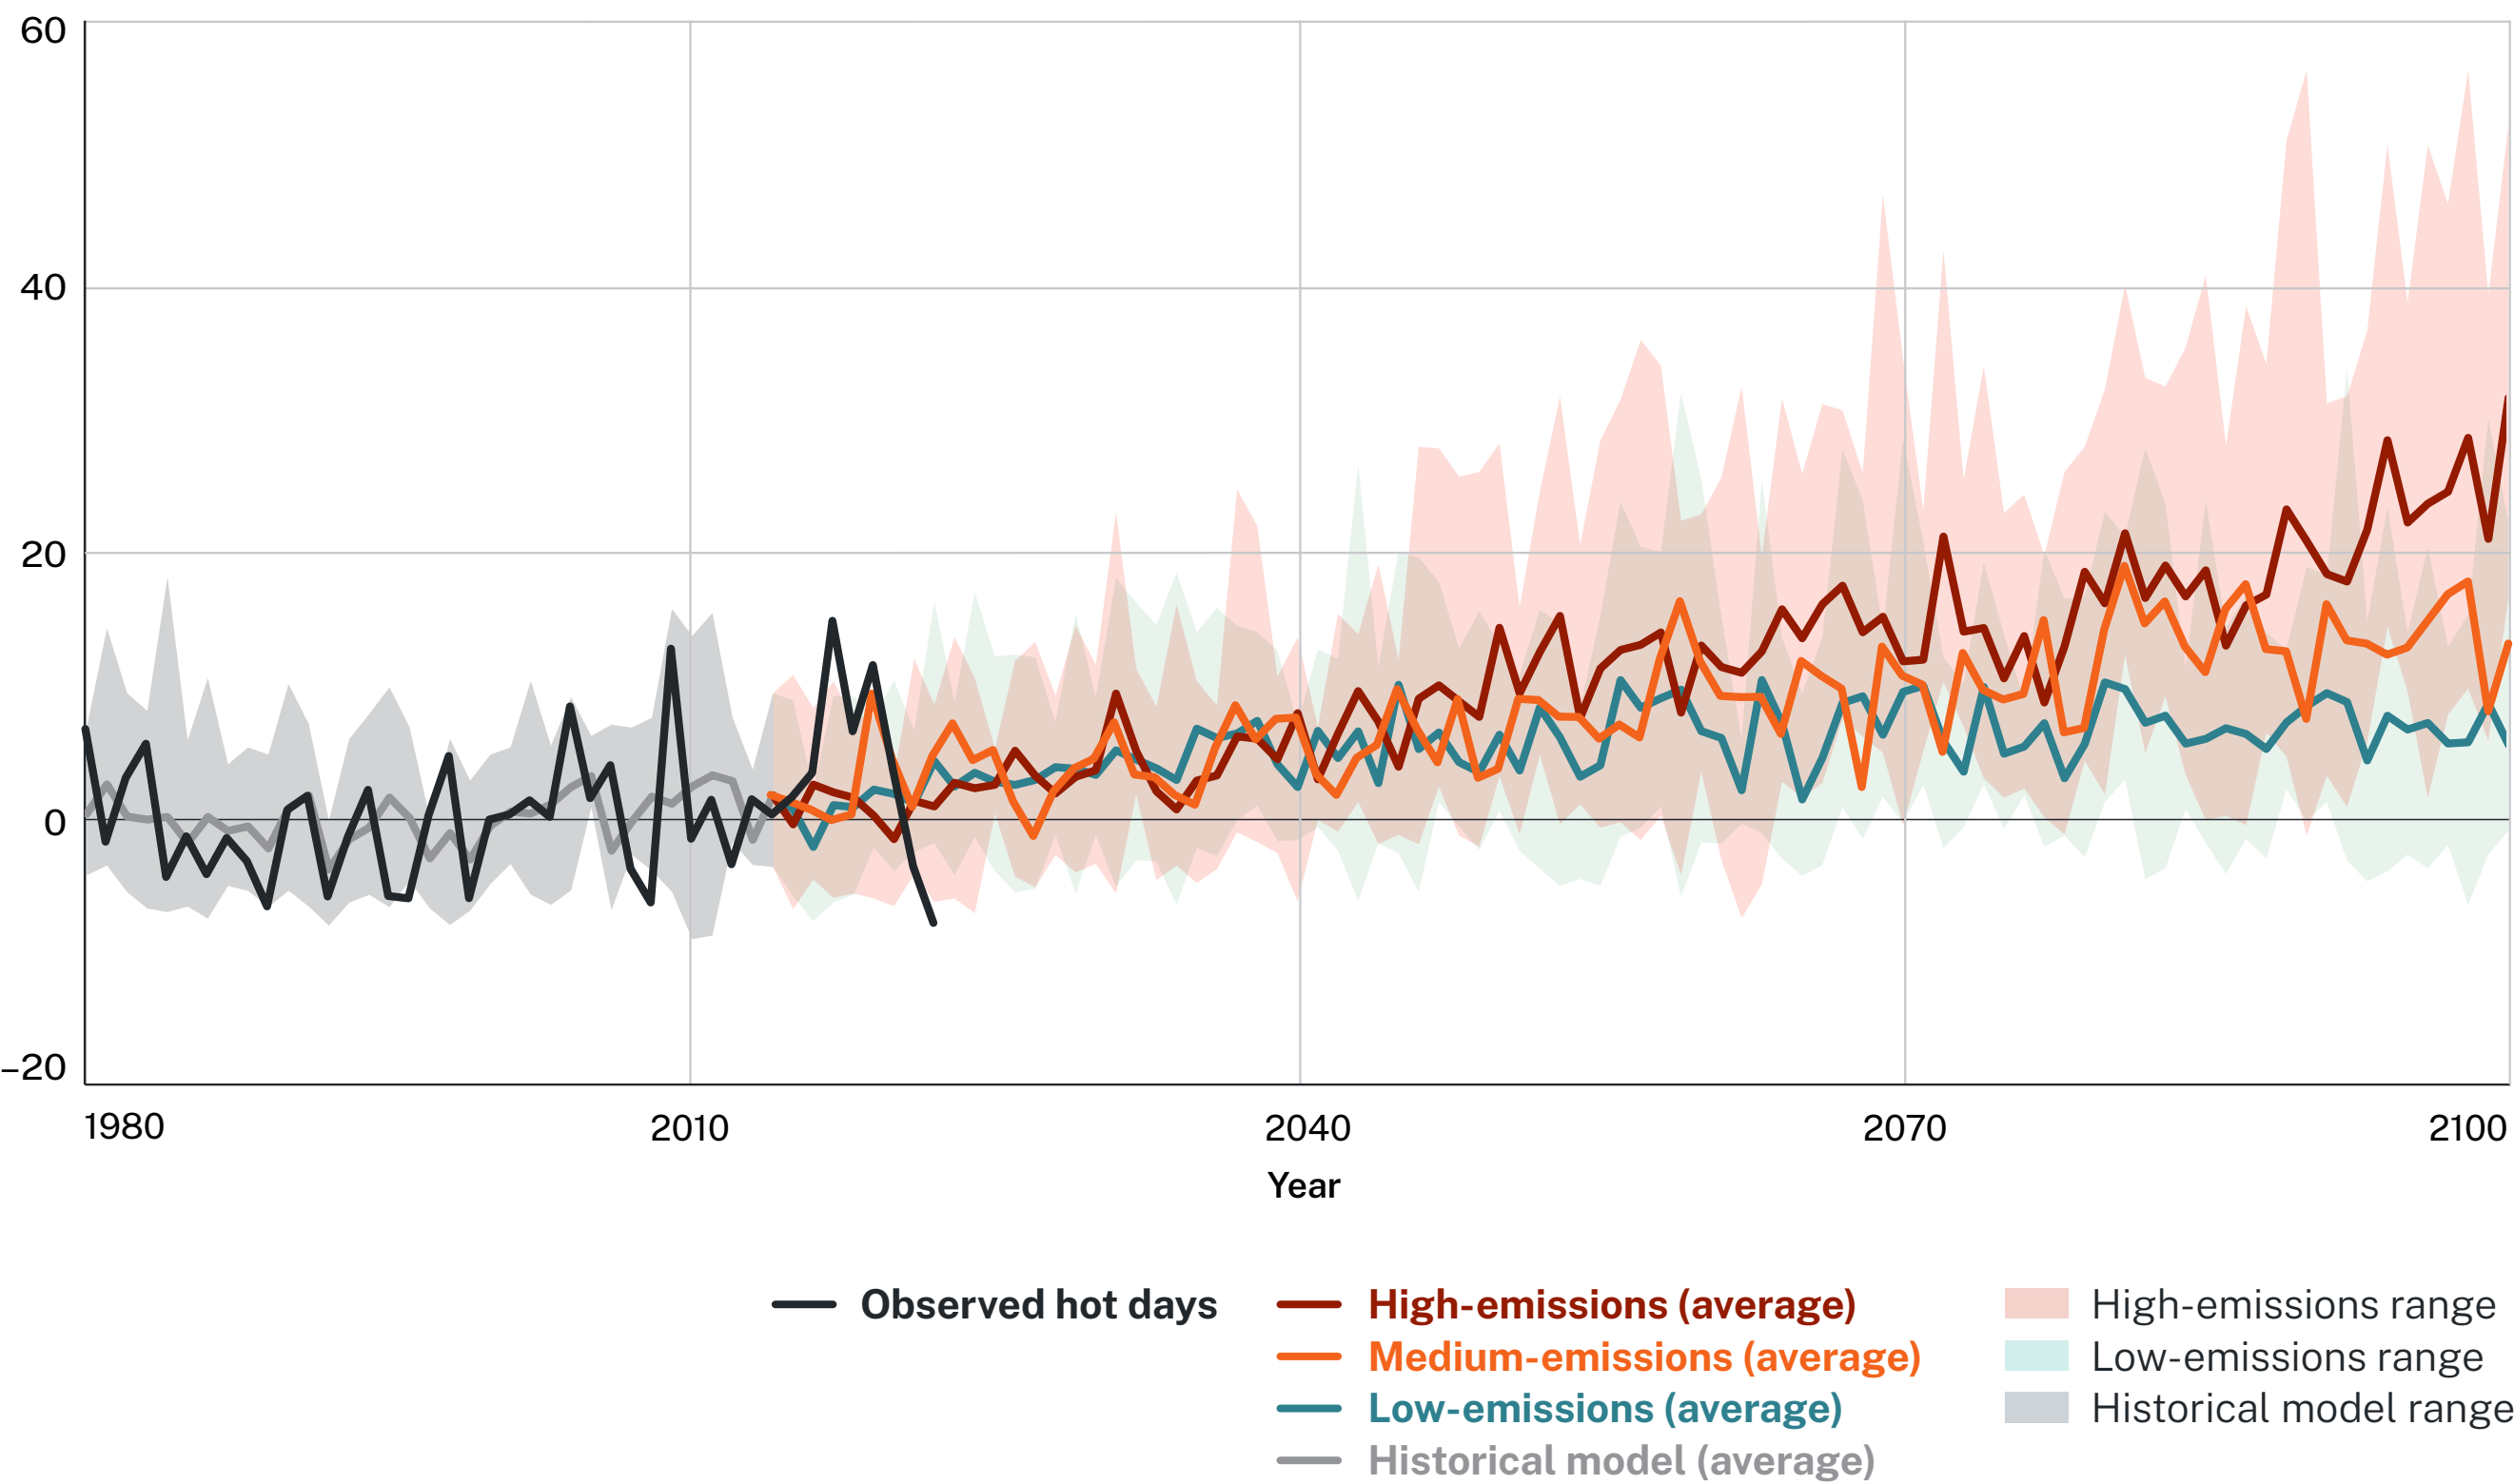 60
40
20
0
–20
1980 2010 2040 2070 2100
Year
Observed hot days
High-emissions (average)
Medium-emissions (average)
Low-emissions (average)
Historical model (average)
High-emissions range
Low-emissions range
Historical model range